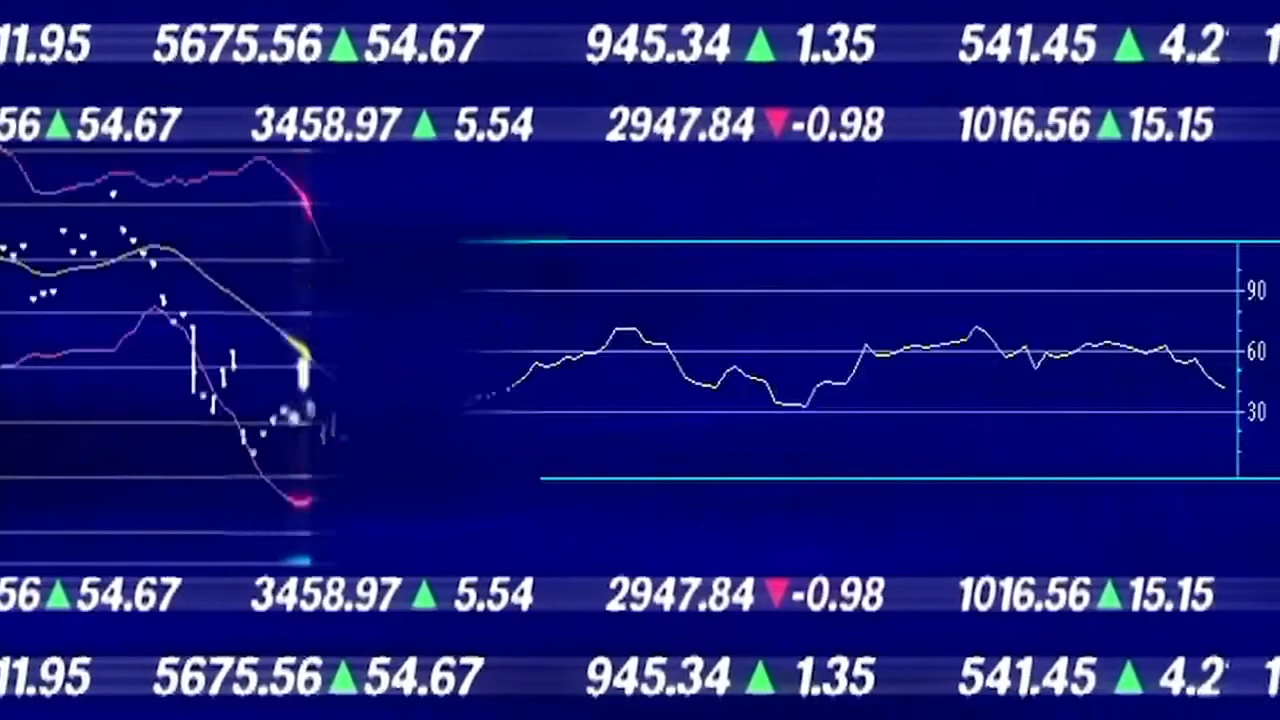 11.95 5675.56 ▲ 54.67 945.34 ▲ 1.35 541.45 ▲ 4.2
56 ▲ 54.67 3458.97 ▲ 5.54 2947.84 ▼ -0.98 1016.56 ▲ 15.15
90
60
30
56 ▲ 54.67 3458.97 ▲ 5.54 2947.84 ▼ -0.98 1016.56 ▲ 15.15
11.95 5675.56 ▲ 54.67 945.34 ▲ 1.35 541.45 ▲ 4.2